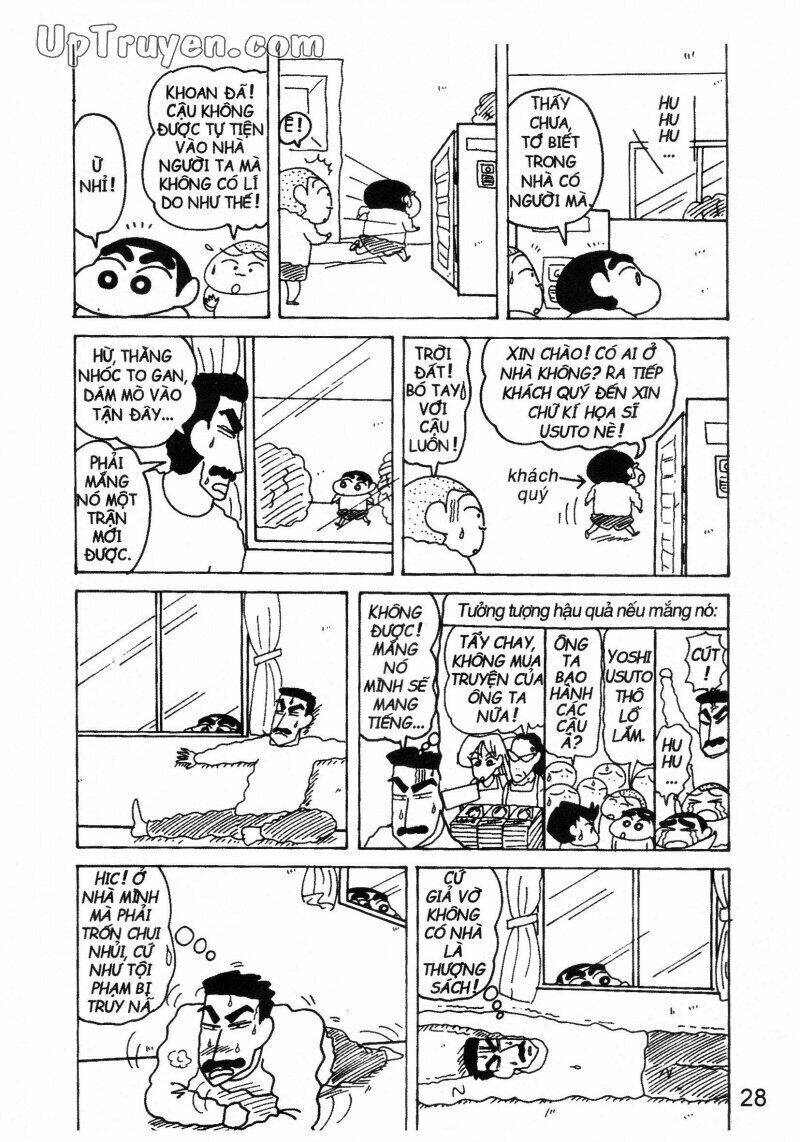 UpTruyen.com
KHOAN ĐÃ!
CẬU KHÔNG
ĐƯỢC TỰ TIỆN
VÀO NHÀ
NGƯỜI TA MÀ
KHÔNG CÓ LÍ
DO NHƯ THẾ!
Ừ
NHỈ!
Ê!
THẤY
CHƯA,
TỚ BIẾT
TRONG
NHÀ CÓ
NGƯỜI MÀ.
HU
HU
HU
...
HỪ, THẰNG
NHÓC TO GAN,
DÁM MÒ VÀO
TẬN ĐÂY...
PHẢI
MẮNG
NÓ MỘT
TRẬN
MỚI
ĐƯỢC.
TRỜI
ĐẤT!
BÓ TAY
VỚI
CẬU
LUÔN!
XIN CHÀO! CÓ AI Ở
NHÀ KHÔNG? RA TIẾP
KHÁCH QUÝ ĐẾN XIN
CHỮ KÍ HỌA SĨ
USUTO NÈ!
khách
quý
KHÔNG
ĐƯỢC!
MẮNG
NÓ
MÌNH SẼ
MANG
TIẾNG...
Tưởng tượng hậu quả nếu mắng nó:
TẨY CHAY,
KHÔNG MUA
TRUYỆN CỦA
ÔNG TA
NỮA!
ÔNG
TA
BẠO
HÀNH
CÁC
CẬU
À?
YOSHI
USUTO
THÔ
LỖ
LẮM.
HU
HU
...
CÚT
!
HIC! Ở
NHÀ MÌNH
MÀ PHẢI
TRỐN CHUI
NHỦI, CỨ
NHƯ TỘI
PHẠM BỊ
TRUY NÃ.
CỨ
GIẢ VỜ
KHÔNG
CÓ NHÀ
LÀ
THƯỢNG
SÁCH!
28